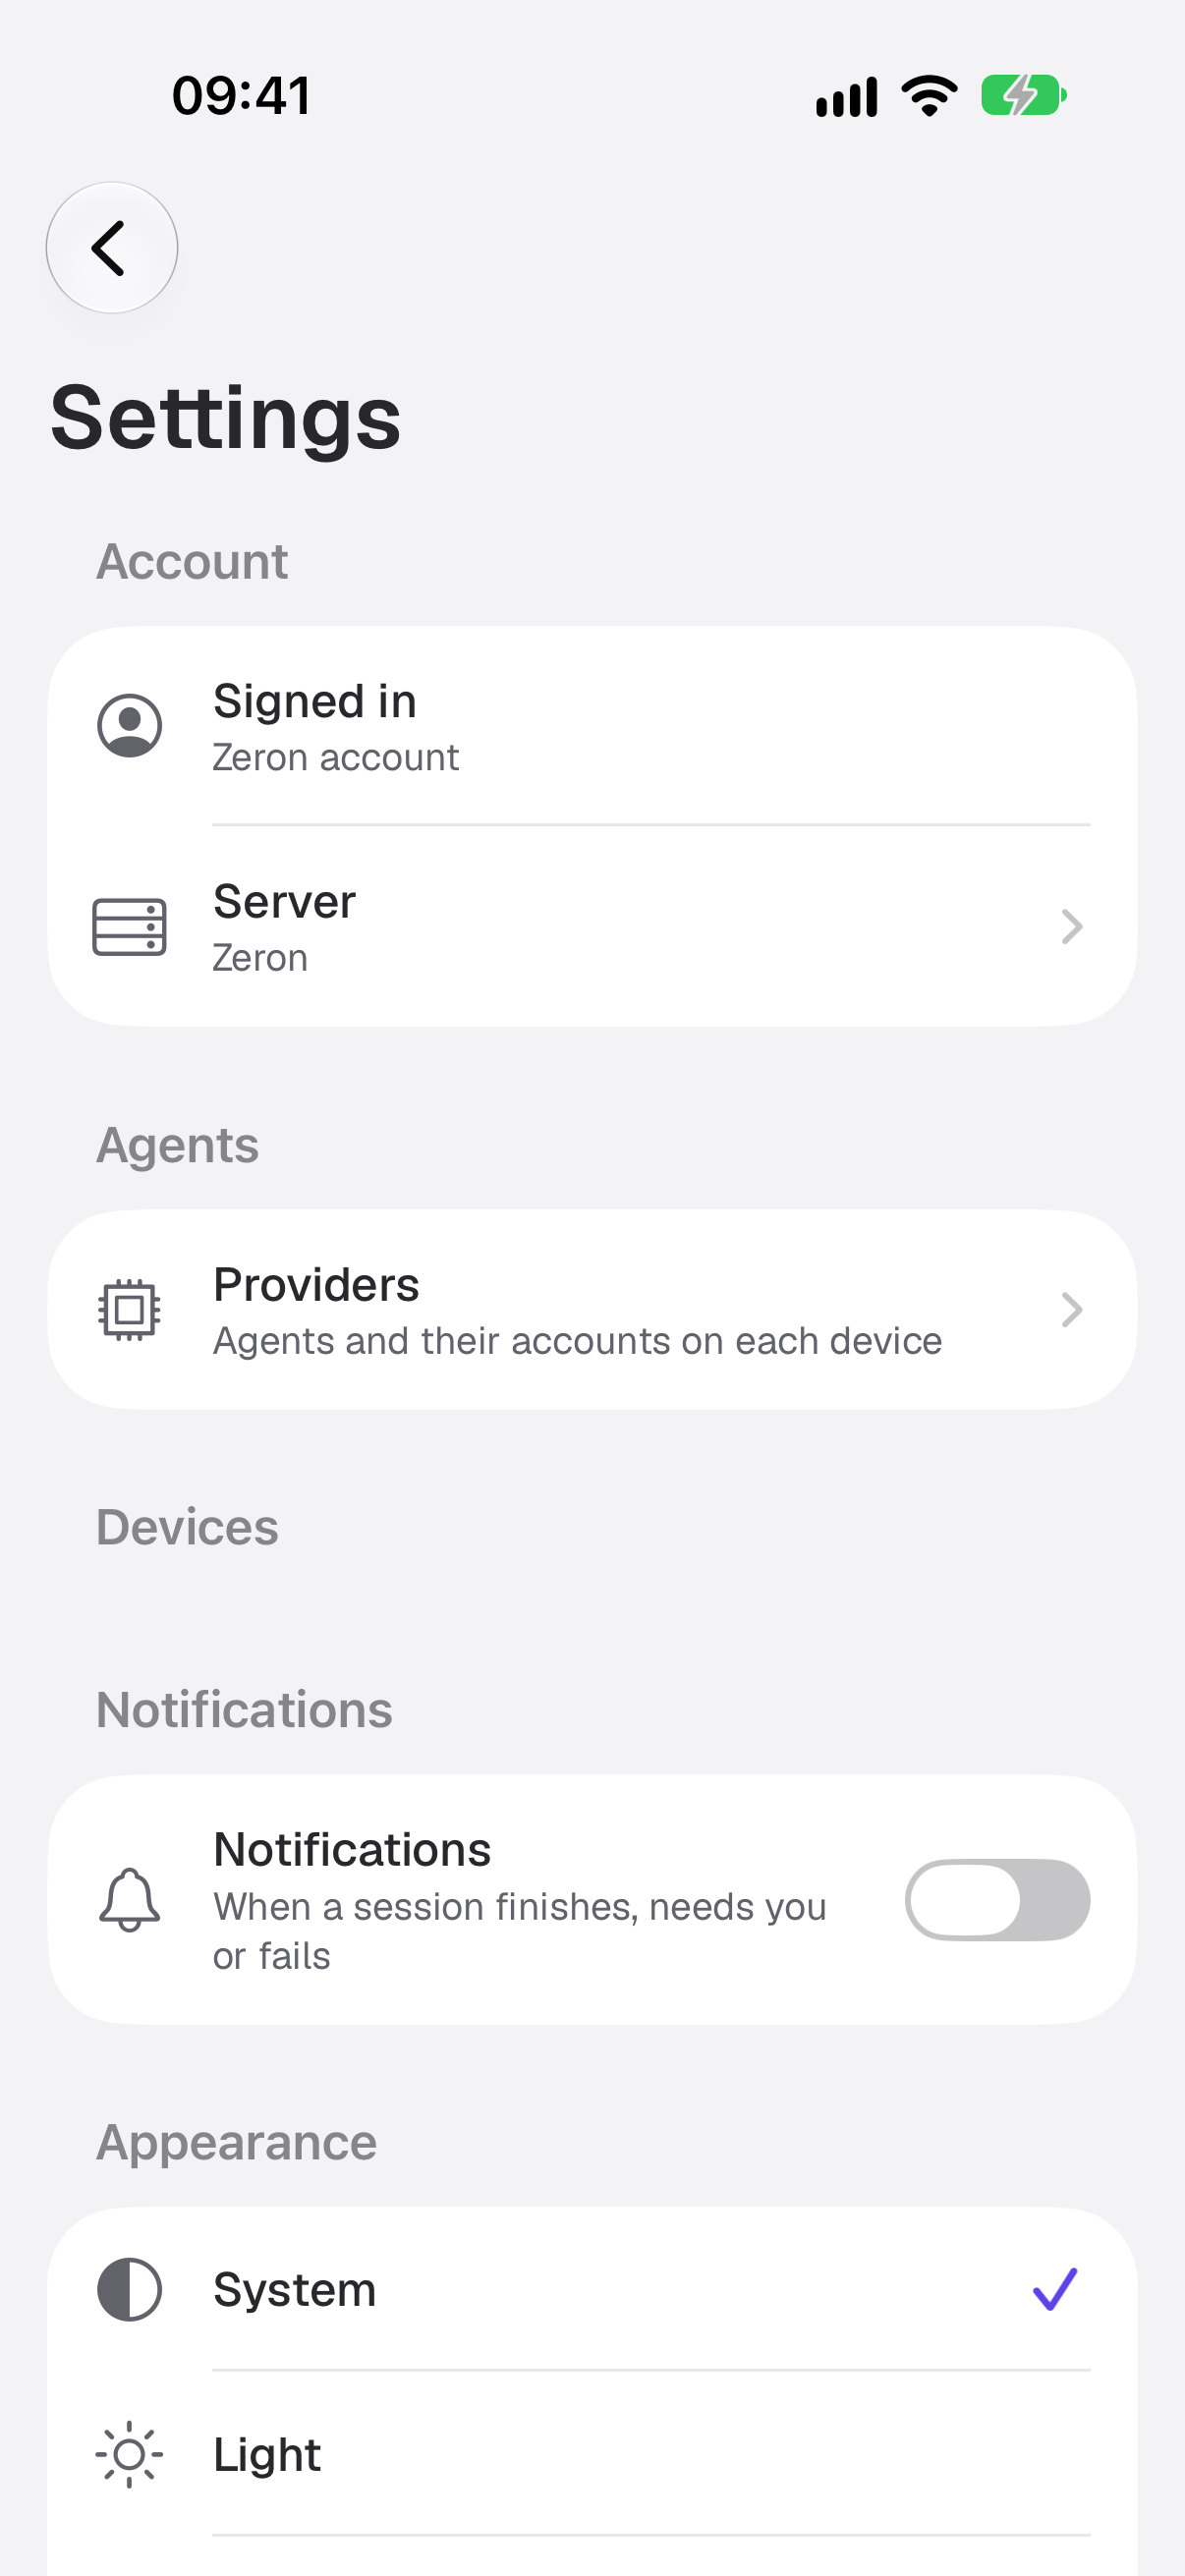 09:41
Settings
Account
Signed in
Zeron account
Server
Zeron
Agents
Providers
Agents and their accounts on each device
Devices
Notifications
Notifications
When a session finishes, needs you
or fails
Appearance
System
Light